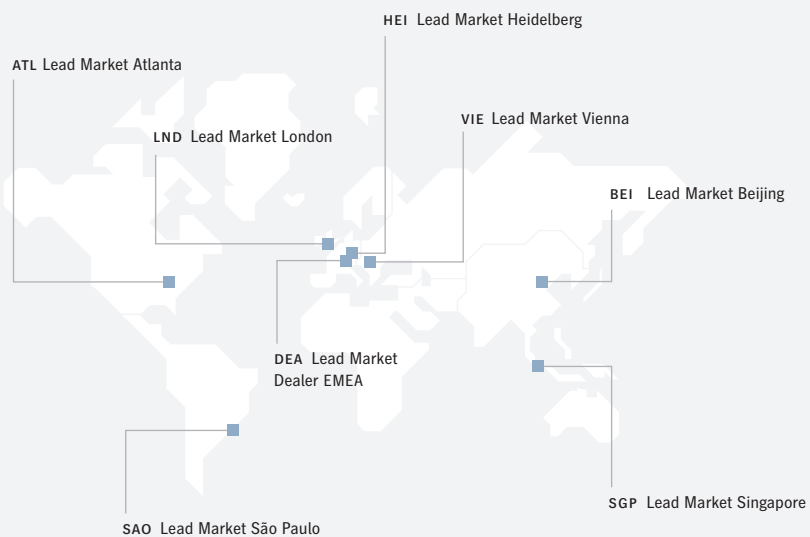 HEI Lead Market Heidelberg
ATL Lead Market Atlanta
VIE Lead Market Vienna
LND Lead Market London
BEI Lead Market Beijing
DEA Lead Market
Dealer EMEA
SGP Lead Market Singapore
SAO Lead Market São Paulo